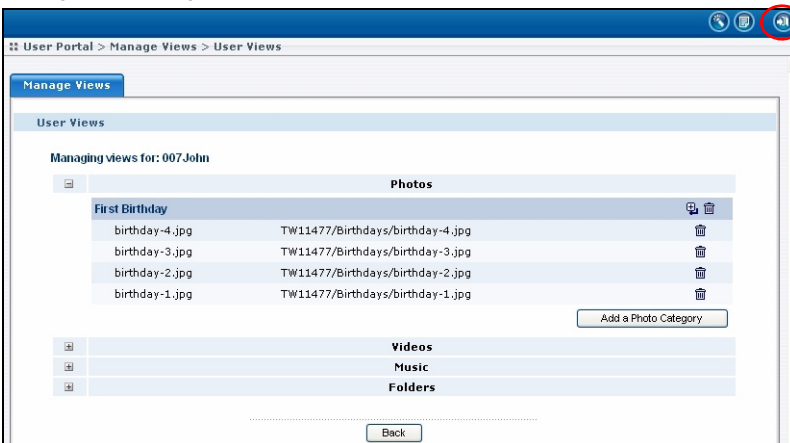 User Portal > Manage Views > User Views
Manage Views
User Views
Managing views for: 007John
Photos
First Birthday
birthday-4.jpg TW11477/Birthdays/birthday-4.jpg
birthday-3.jpg TW11477/Birthdays/birthday-3.jpg
birthday-2.jpg TW11477/Birthdays/birthday-2.jpg
birthday-1.jpg TW11477/Birthdays/birthday-1.jpg
Add a Photo Category
Videos
Music
Folders
Back